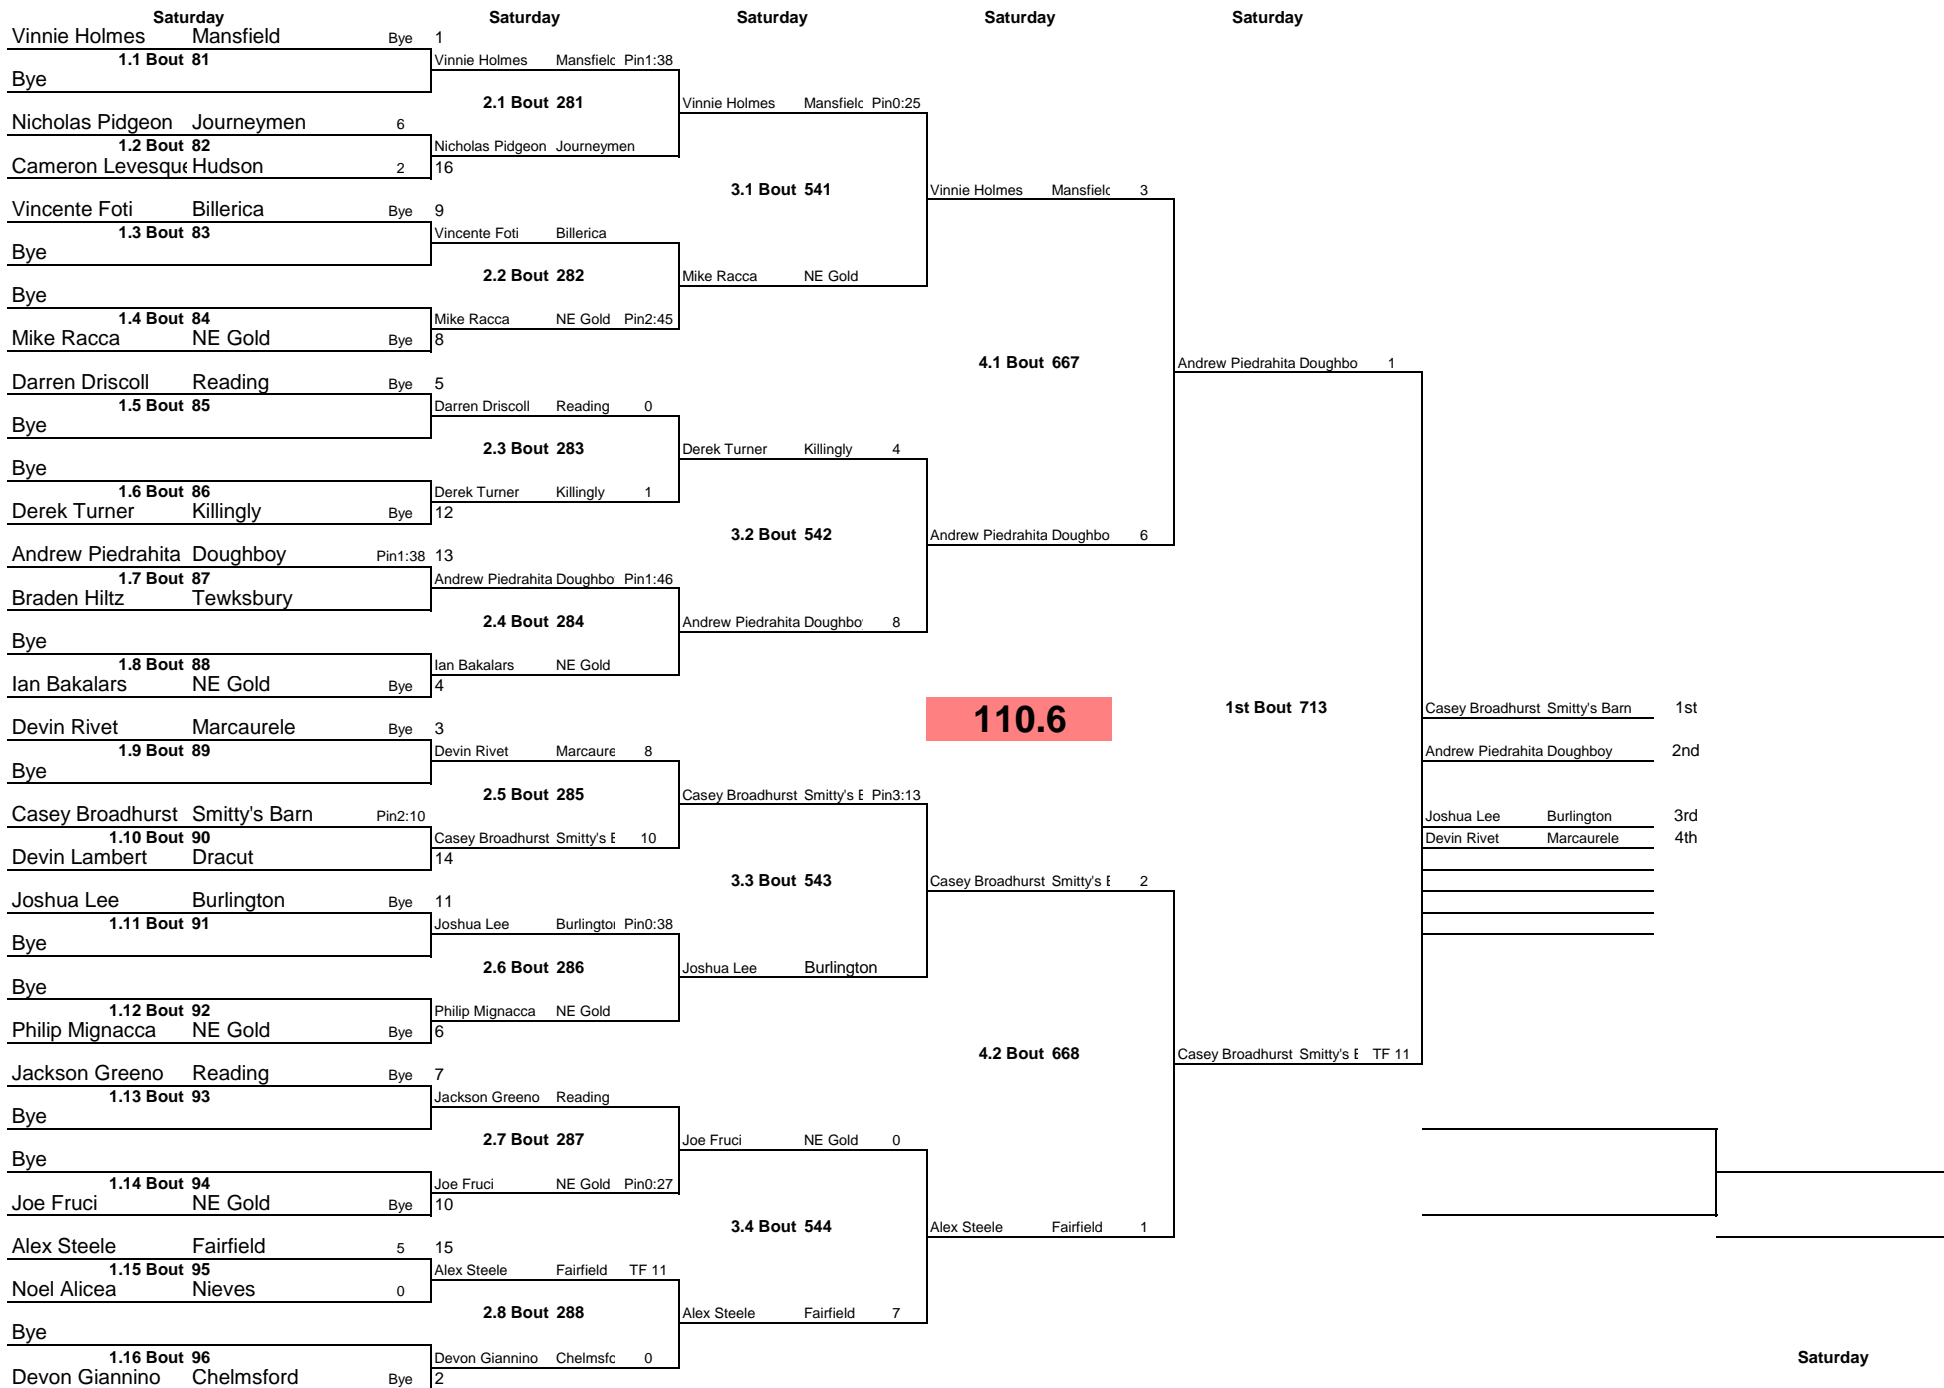 Saturday Saturday Saturday Saturday Saturday
Vinnie Holmes Mansfield Bye 1
1.1 Bout 81 Vinnie Holmes Mansfielc Pin1:38
Bye
2.1 Bout 281 Vinnie Holmes Mansfielc Pin0:25
Nicholas Pidgeon Journeymen 6
1.2 Bout 82 Nicholas Pidgeon Journeymen
Cameron Levesque Hudson 2 16
3.1 Bout 541 Vinnie Holmes Mansfielc 3
Vincente Foti Billerica Bye 9
1.3 Bout 83 Vincente Foti Billerica
Bye
2.2 Bout 282 Mike Racca NE Gold
Bye
1.4 Bout 84 Mike Racca NE Gold Pin2:45
Mike Racca NE Gold Bye 8
4.1 Bout 667 Andrew Piedrahita Doughbo 1
Darren Driscoll Reading Bye 5
1.5 Bout 85 Darren Driscoll Reading 0
Bye
2.3 Bout 283 Derek Turner Killingly 4
Bye
1.6 Bout 86 Derek Turner Killingly 1
Derek Turner Killingly Bye 12
3.2 Bout 542 Andrew Piedrahita Doughbo 6
Andrew Piedrahita Doughboy Pin1:38 13
1.7 Bout 87 Andrew Piedrahita Doughbo Pin1:46
Braden Hiltz Tewksbury
2.4 Bout 284 Andrew Piedrahita Doughbo 8
Bye
1.8 Bout 88 Ian Bakalars NE Gold
Ian Bakalars NE Gold Bye 4
110.6 1st Bout 713 Casey Broadhurst Smitty's Barn 1st
Devin Rivet Marcaurele Bye 3
1.9 Bout 89 Devin Rivet Marcaure 8 Andrew Piedrahita Doughboy 2nd
Bye
2.5 Bout 285 Casey Broadhurst Smitty's E Pin3:13
Casey Broadhurst Smitty's Barn Pin2:10 Joshua Lee Burlington 3rd
1.10 Bout 90 Casey Broadhurst Smitty's E 10 Devin Rivet Marcaurele 4th
Devin Lambert Dracut 14
3.3 Bout 543 Casey Broadhurst Smitty's E 2
Joshua Lee Burlington Bye 11
1.11 Bout 91 Joshua Lee Burlingto Pin0:38
Bye
2.6 Bout 286 Joshua Lee Burlington
Bye
1.12 Bout 92 Philip Mignacca NE Gold
Philip Mignacca NE Gold Bye 6
4.2 Bout 668 Casey Broadhurst Smitty's E TF 11
Jackson Greeno Reading Bye 7
1.13 Bout 93 Jackson Greeno Reading
Bye
2.7 Bout 287 Joe Fruci NE Gold 0
Bye
1.14 Bout 94 Joe Fruci NE Gold Pin0:27
Joe Fruci NE Gold Bye 10
3.4 Bout 544 Alex Steele Fairfield 1
Alex Steele Fairfield 5 15
1.15 Bout 95 Alex Steele Fairfield TF 11
Noel Alicea Nieves 0
2.8 Bout 288 Alex Steele Fairfield 7
Bye
1.16 Bout 96 Devon Giannino Chelmsfc 0 Saturday
Devon Giannino Chelmsford Bye 2